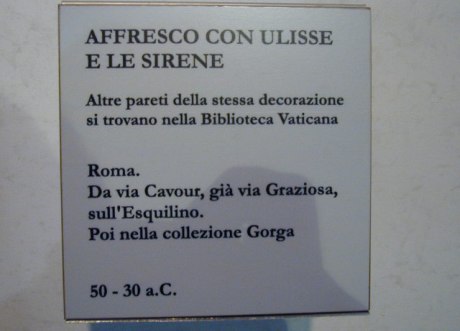 AFFRESCO CON ULISSE
E LE SIRENE
Altre pareti della stessa decorazione
si trovano nella Biblioteca Vaticana
Roma.
Da via Cavour, già via Graziosa,
sull'Esquilino.
Poi nella collezione Gorga
50 - 30 a.C.